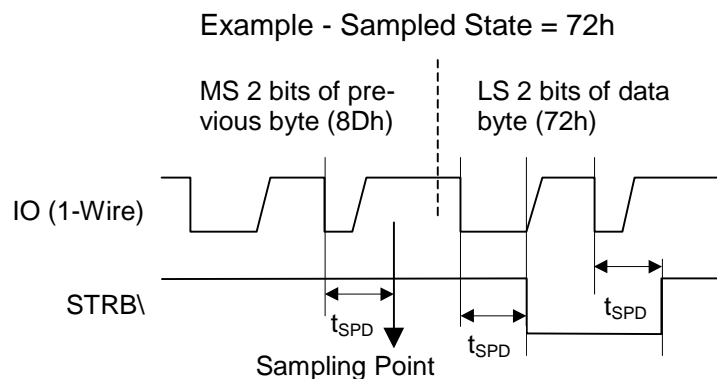 Example - Sampled State = 72h
MS 2 bits of pre-
vious byte (8Dh)
LS 2 bits of data
byte (72h)
IO (1-Wire)
STRB\
tSPD
tSPD
tSPD
Sampling Point